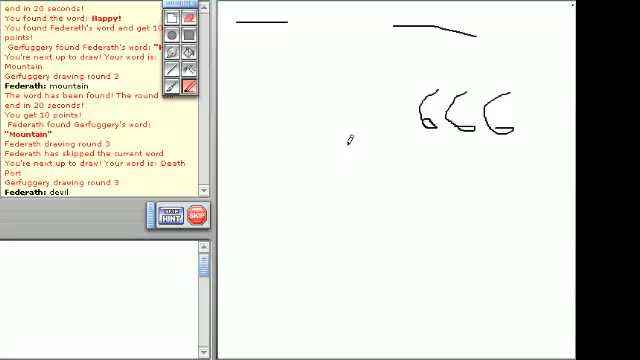 end in 20 seconds!
You found the word: Happy!
You found Federath's word and get 10
points!
Gerfuggery found Federath's word: "H
You're next up to draw! Your word is:
Mountain
Gerfuggery drawing round 2
Federath: mountain
The word has been found! The round will
end in 20 seconds!
You get 10 points!
Federath found Gerfuggery's word:
"Mountain"
Federath drawing round 3
Federath has skipped the current word
You're next up to draw! Your word is: Death
Port
Gerfuggery drawing round 3
Federath: devil
HINT
SKIP
666